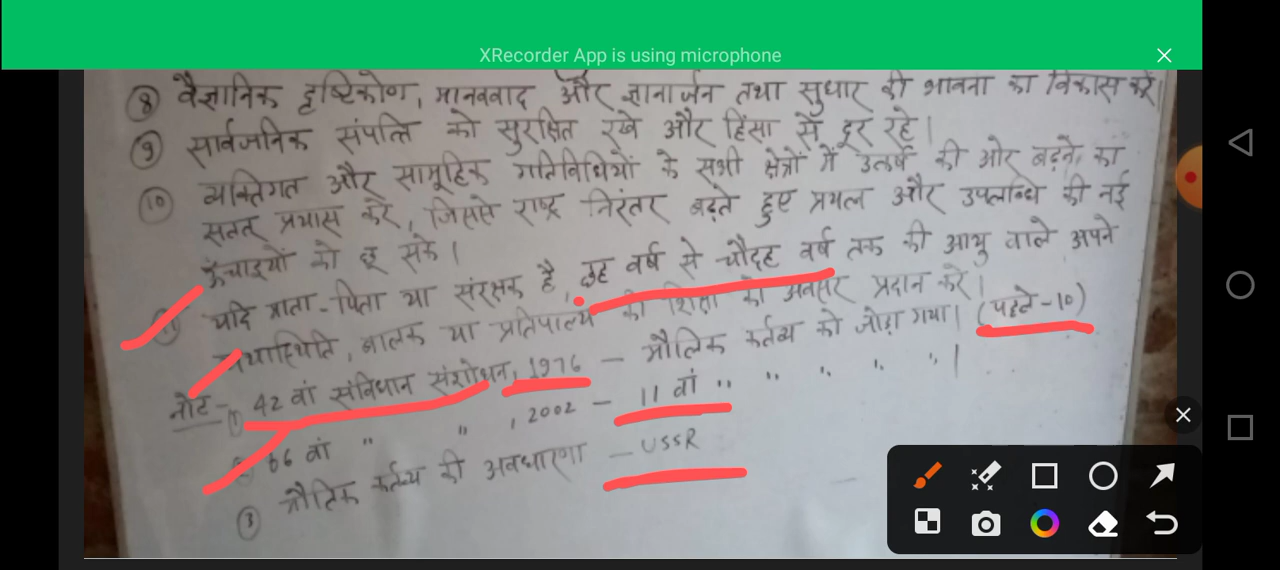 XRecorder App is using microphone
⑧ वैज्ञानिक दृष्टिकोण, मानववाद और ज्ञानार्जन तथा सुधार की भावना का विकास करें
⑨ सार्वजनिक संपत्ति को सुरक्षित रखे और हिंसा से दूर रहे।
⑩ व्यक्तिगत और सामूहिक गतिविधियों के सभी क्षेत्रों में उत्कर्ष की ओर बढ़ने का
सतत् प्रयास करे, जिससे राष्ट्र निरंतर बढ़ते हुए प्रयत्न और उपलब्धि की नई
ऊँचाइयों को छू सके।
⑪ यदि माता-पिता या संरक्षक है, छह वर्ष से चौदह वर्ष तक की आयु वाले अपने
यथास्थिति, बालक या प्रतिपाल्य की शिक्षा का अवसर प्रदान करे।
नोट- ① 42 वां संविधान संशोधन, 1976 — मौलिक कर्तव्य को जोड़ा गया। (पहले-10)
86 वां " " , 2002 — 11 वां " " " " "।
③ मौलिक कर्तव्य की अवधारणा — USSR